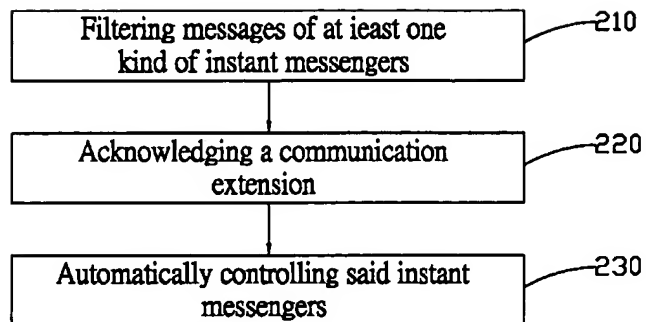 Filtering messages of at ieast one
kind of instant messengers
210
Acknowledging a communication
extension
220
Automatically controlling said instant
messengers
230